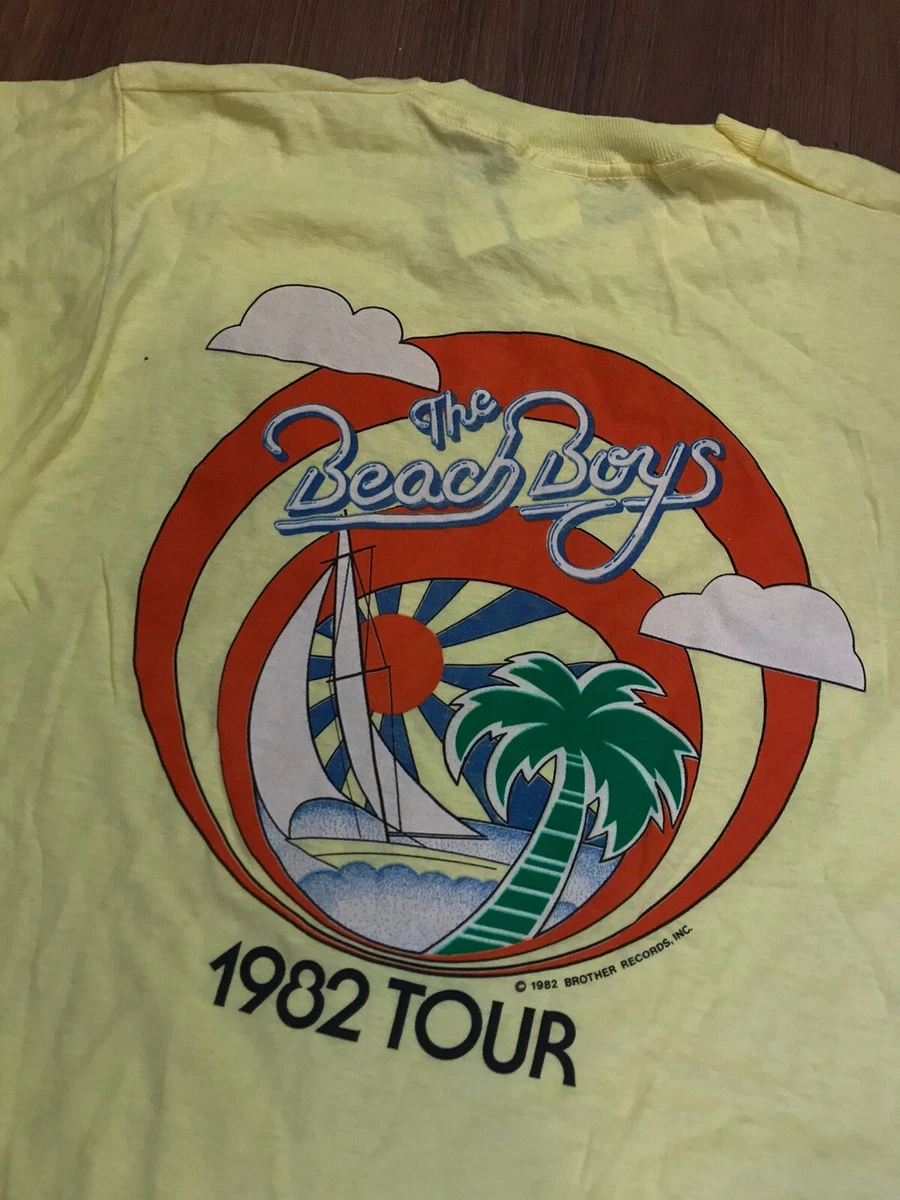 The
Beach Boys
© 1982 BROTHER RECORDS, INC.
1982 TOUR